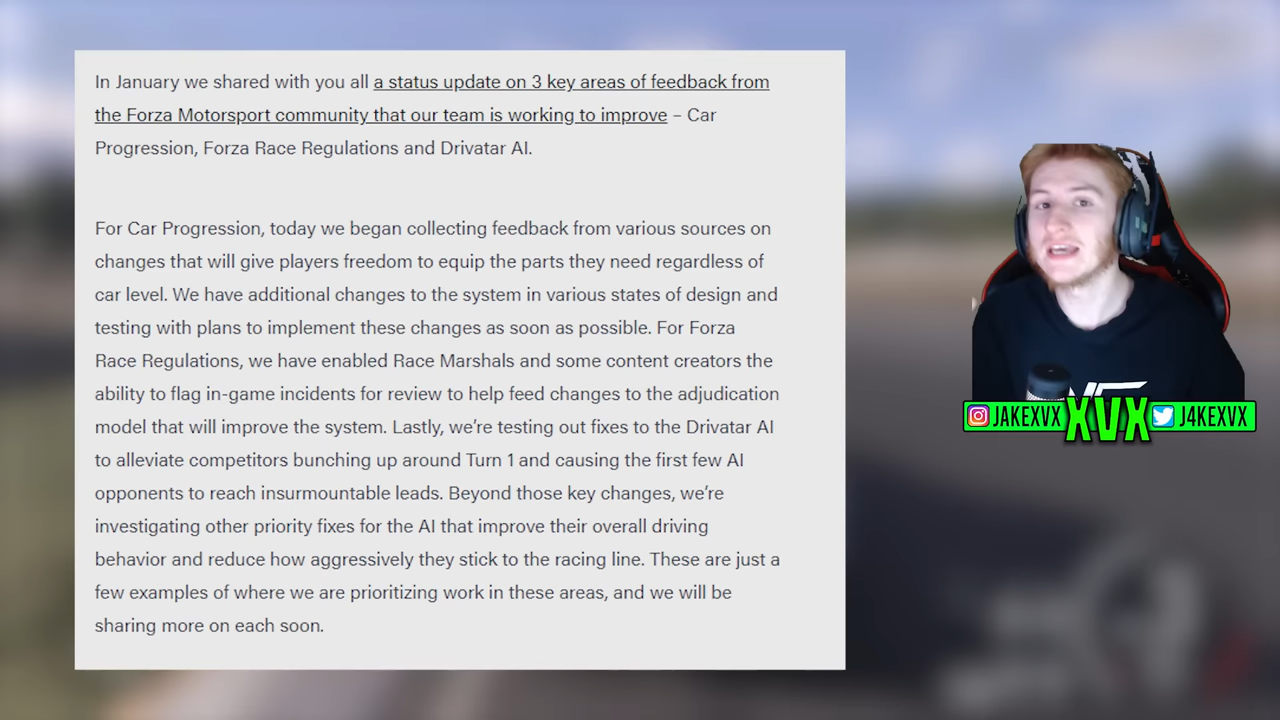 In January we shared with you all a status update on 3 key areas of feedback from
the Forza Motorsport community that our team is working to improve – Car
Progression, Forza Race Regulations and Drivatar AI.
For Car Progression, today we began collecting feedback from various sources on
changes that will give players freedom to equip the parts they need regardless of
car level. We have additional changes to the system in various states of design and
testing with plans to implement these changes as soon as possible. For Forza
Race Regulations, we have enabled Race Marshals and some content creators the
ability to flag in-game incidents for review to help feed changes to the adjudication
model that will improve the system. Lastly, we’re testing out fixes to the Drivatar AI
to alleviate competitors bunching up around Turn 1 and causing the first few AI
opponents to reach insurmountable leads. Beyond those key changes, we’re
investigating other priority fixes for the AI that improve their overall driving
behavior and reduce how aggressively they stick to the racing line. These are just a
few examples of where we are prioritizing work in these areas, and we will be
sharing more on each soon.
JAKEXVX XVX J4KEXVX